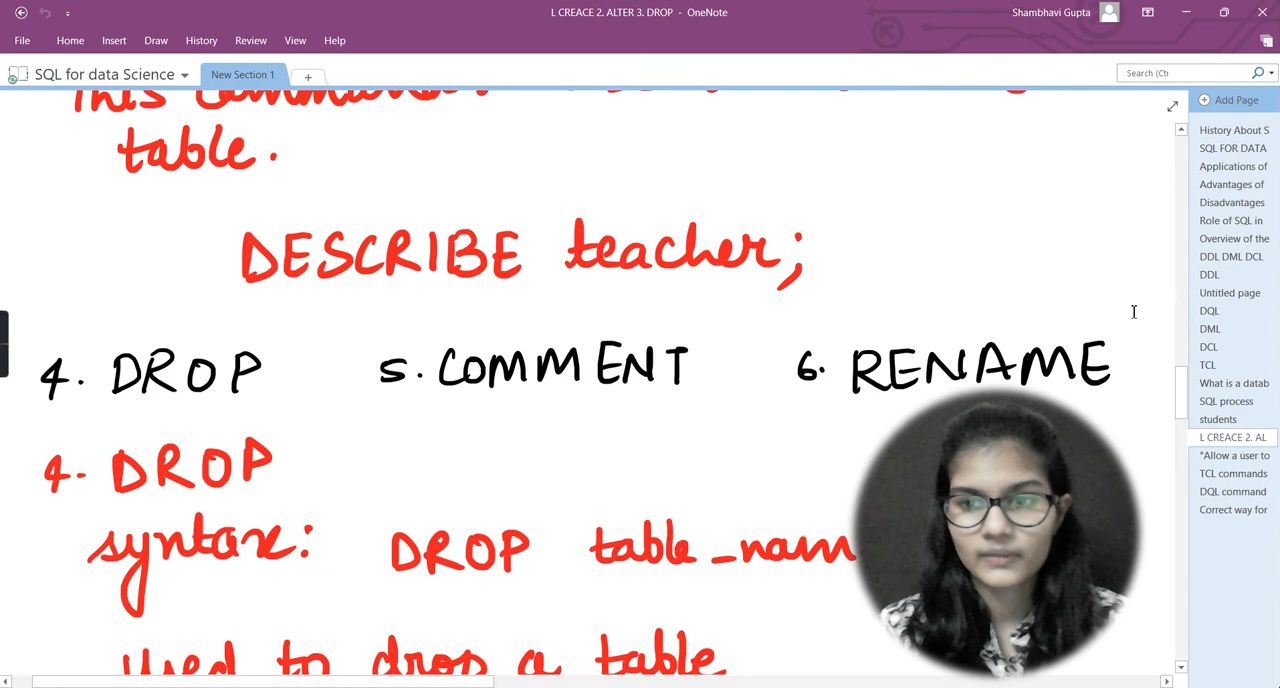 L CREACE 2. ALTER 3. DROP - OneNote
Shambhavi Gupta
File Home Insert Draw History Review View Help
SQL for data Science
New Section 1
+
Search (Ctr
Add Page
This
table.
DESCRIBE teacher;
4. DROP 5. COMMENT 6. RENAME
4. DROP
syntax: DROP table_nam
used to drop a table
History About S
SQL FOR DATA
Applications of
Advantages of
Disadvantages
Role of SQL in
Overview of the
DDL DML DCL
DDL
Untitled page
DQL
DML
DCL
TCL
What is a datab
SQL process
students
L CREACE 2. AL
"Allow a user to
TCL commands
DQL command
Correct way for